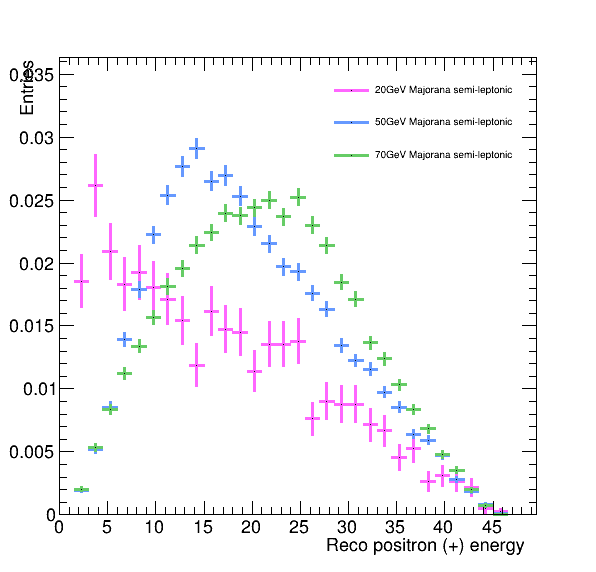 Entries
0.035
0.03
0.025
0.02
0.015
0.01
0.005
0
20GeV Majorana semi-leptonic
50GeV Majorana semi-leptonic
70GeV Majorana semi-leptonic
0 5 10 15 20 25 30 35 40 45
Reco positron (+) energy